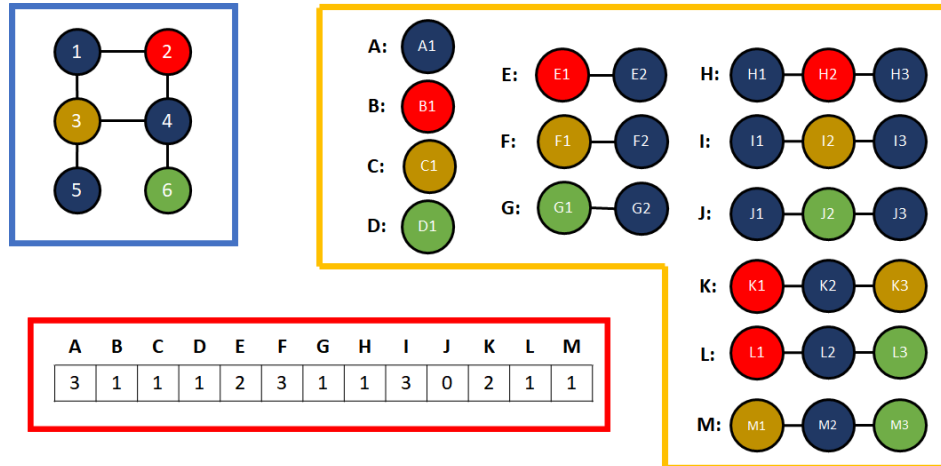 1 2
3 4
5 6
A: A1
B: B1
C: C1
D: D1
E: E1 E2
F: F1 F2
G: G1 G2
H: H1 H2 H3
I: I1 I2 I3
J: J1 J2 J3
K: K1 K2 K3
L: L1 L2 L3
M: M1 M2 M3
A B C D E F G H I J K L M
3 1 1 1 2 3 1 1 3 0 2 1 1